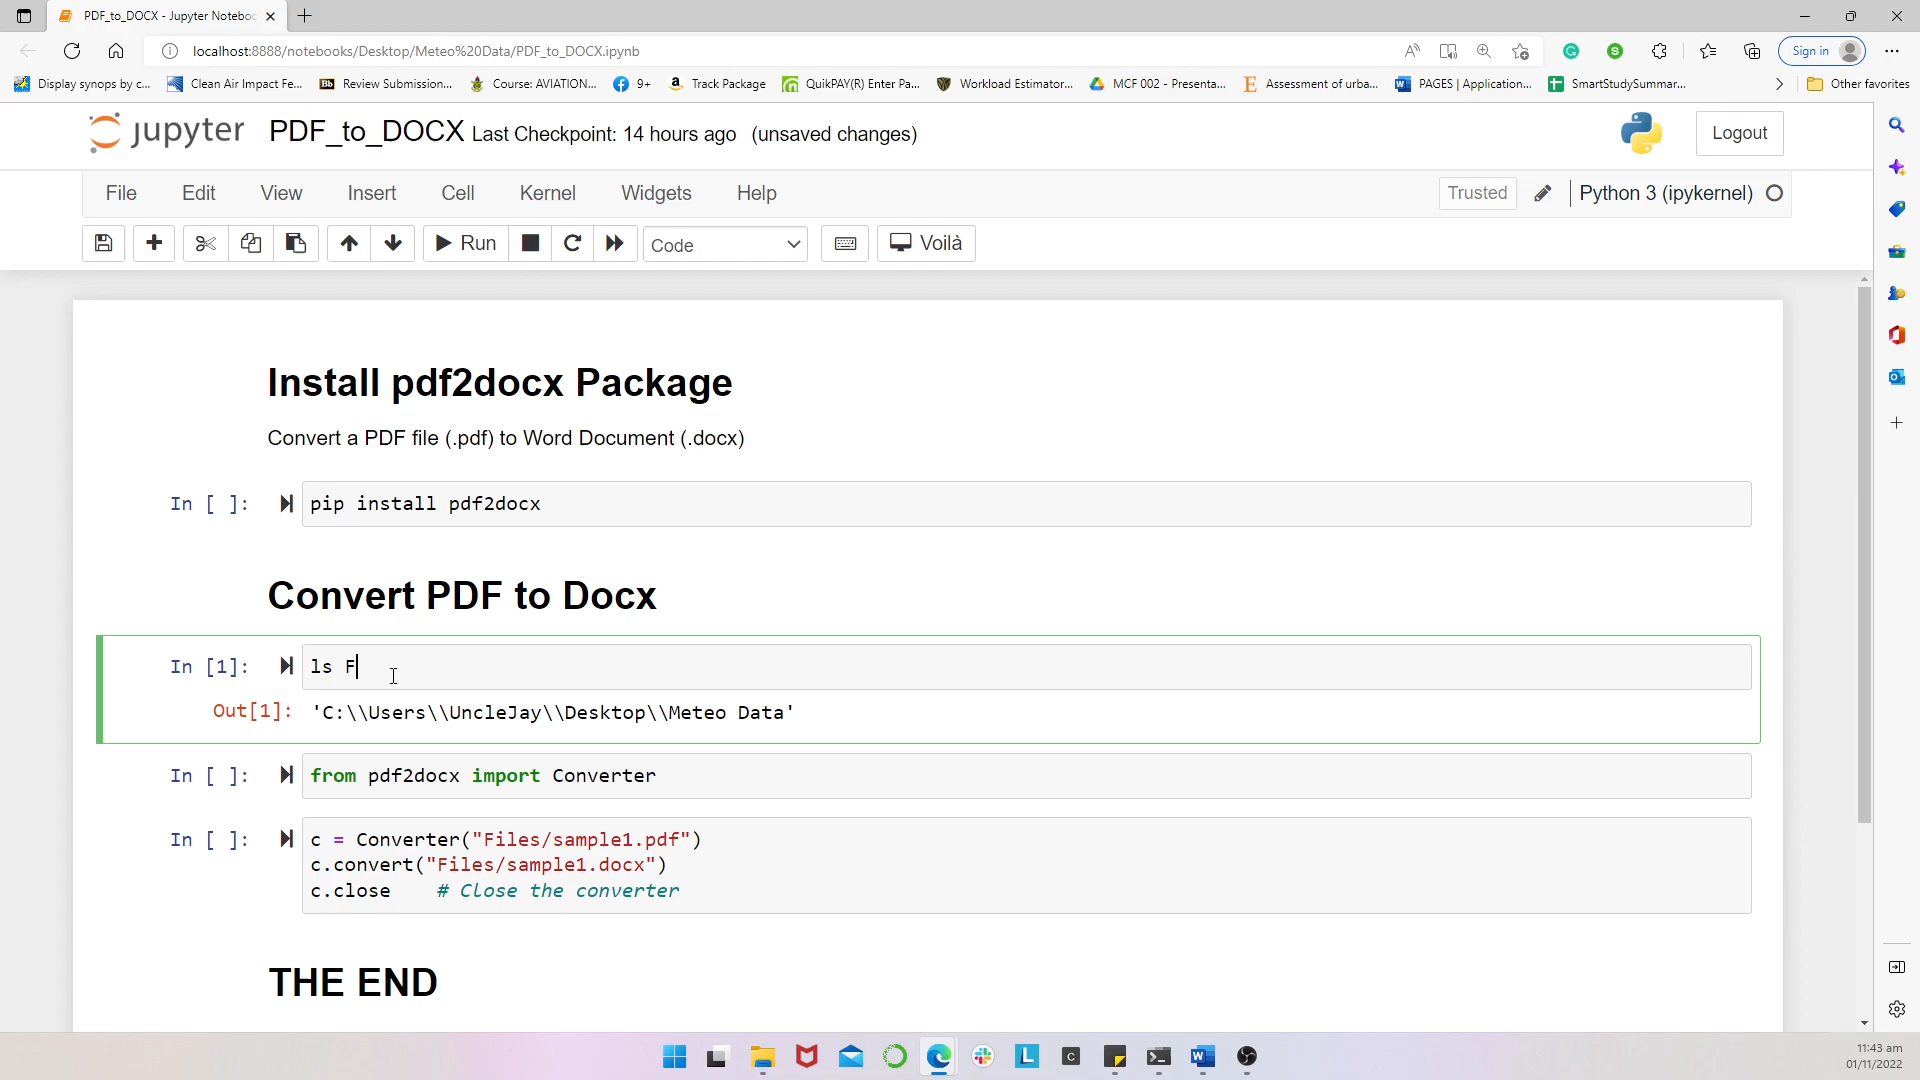 PDF_to_DOCX - Jupyter Noteboo
localhost:8888/notebooks/Desktop/Meteo%20Data/PDF_to_DOCX.ipynb
Sign in
Display synops by c...
Clean Air Impact Fe...
Bb Review Submission...
Course: AVIATION...
9+
Track Package
QuikPAY(R) Enter Pa...
Workload Estimator...
MCF 002 - Presenta...
Assessment of urba...
PAGES | Application...
SmartStudySummar...
Other favorites
jupyter PDF_to_DOCX Last Checkpoint: 14 hours ago (unsaved changes)
Logout
File Edit View Insert Cell Kernel Widgets Help
Trusted
Python 3 (ipykernel)
Run
Code
Voilà
Install pdf2docx Package
Convert a PDF file (.pdf) to Word Document (.docx)
In [ ]: pip install pdf2docx
Convert PDF to Docx
In [1]: ls F
Out[1]: 'C:\\Users\\UncleJay\\Desktop\\Meteo Data'
In [ ]: from pdf2docx import Converter
In [ ]: c = Converter("Files/sample1.pdf")
c.convert("Files/sample1.docx")
c.close # Close the converter
THE END
11:43 am
01/11/2022